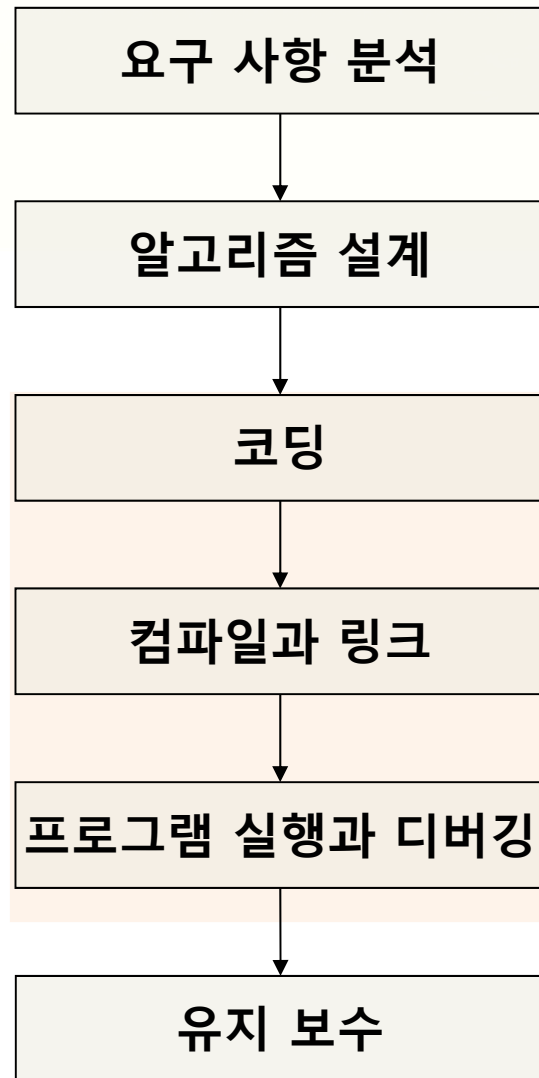 요구 사항 분석
알고리즘 설계
코딩
컴파일과 링크
프로그램 실행과 디버깅
유지 보수